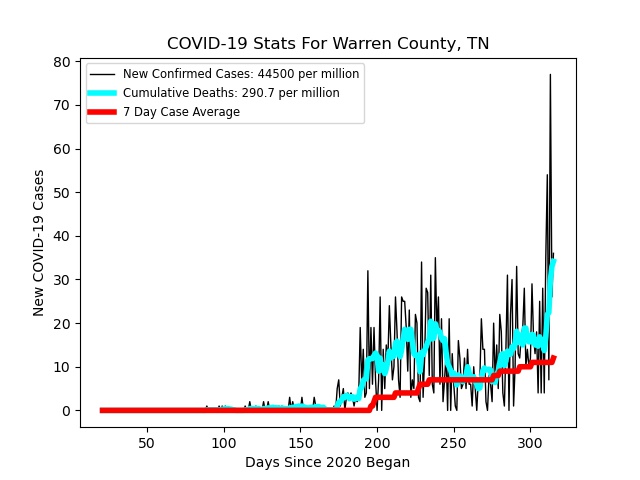 COVID-19 Stats For Warren County, TN
New Confirmed Cases: 44500 per million
Cumulative Deaths: 290.7 per million
7 Day Case Average
New COVID-19 Cases
80
70
60
50
40
30
20
10
0
50 100 150 200 250 300
Days Since 2020 Began